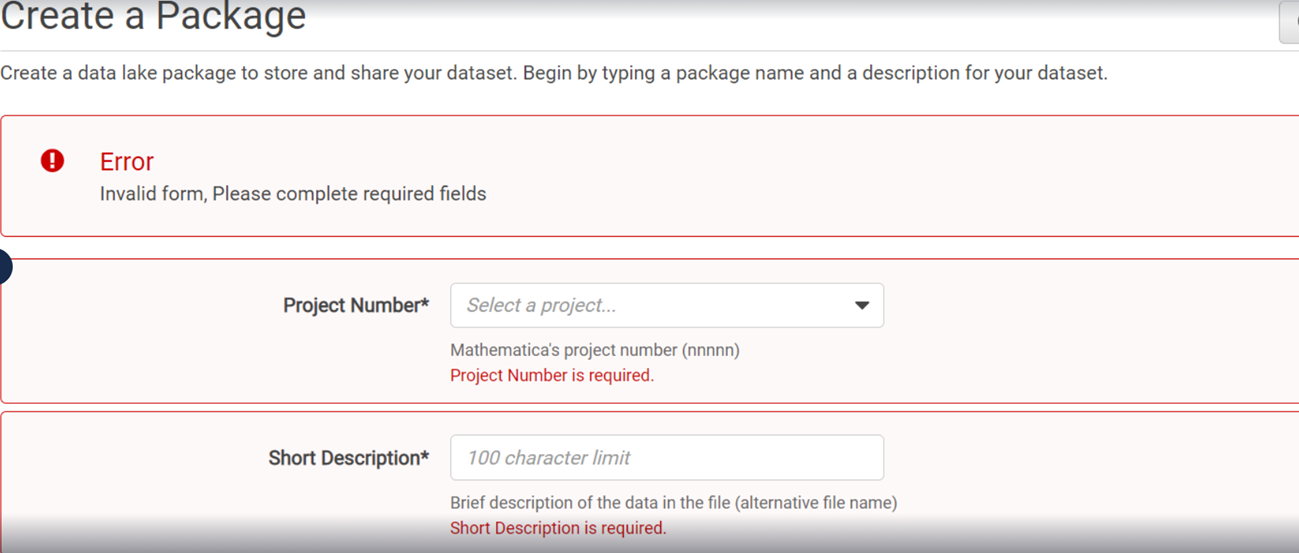 Create a Package
Create a data lake package to store and share your dataset. Begin by typing a package name and a description for your dataset.
Error
Invalid form, Please complete required fields
Project Number*
Select a project...
Mathematica's project number (nnnnn)
Project Number is required.
Short Description*
100 character limit
Brief description of the data in the file (alternative file name)
Short Description is required.